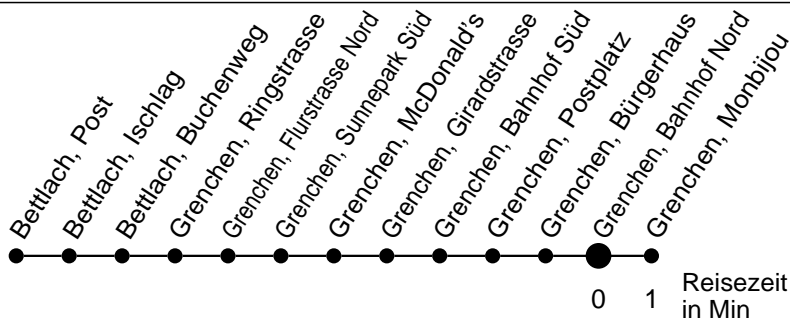 Bettlach, Post
Bettlach, Ischlag
Bettlach, Buchenweg
Grenchen, Ringstrasse
Grenchen, Flurstrasse Nord
Grenchen, Sunnepark Süd
Grenchen, McDonald's
Grenchen, Girardstrasse
Grenchen, Bahnhof Süd
Grenchen, Postplatz
Grenchen, Bürgerhaus
Grenchen, Bahnhof Nord
Grenchen, Monbijou
0 1 Reisezeit
in Min